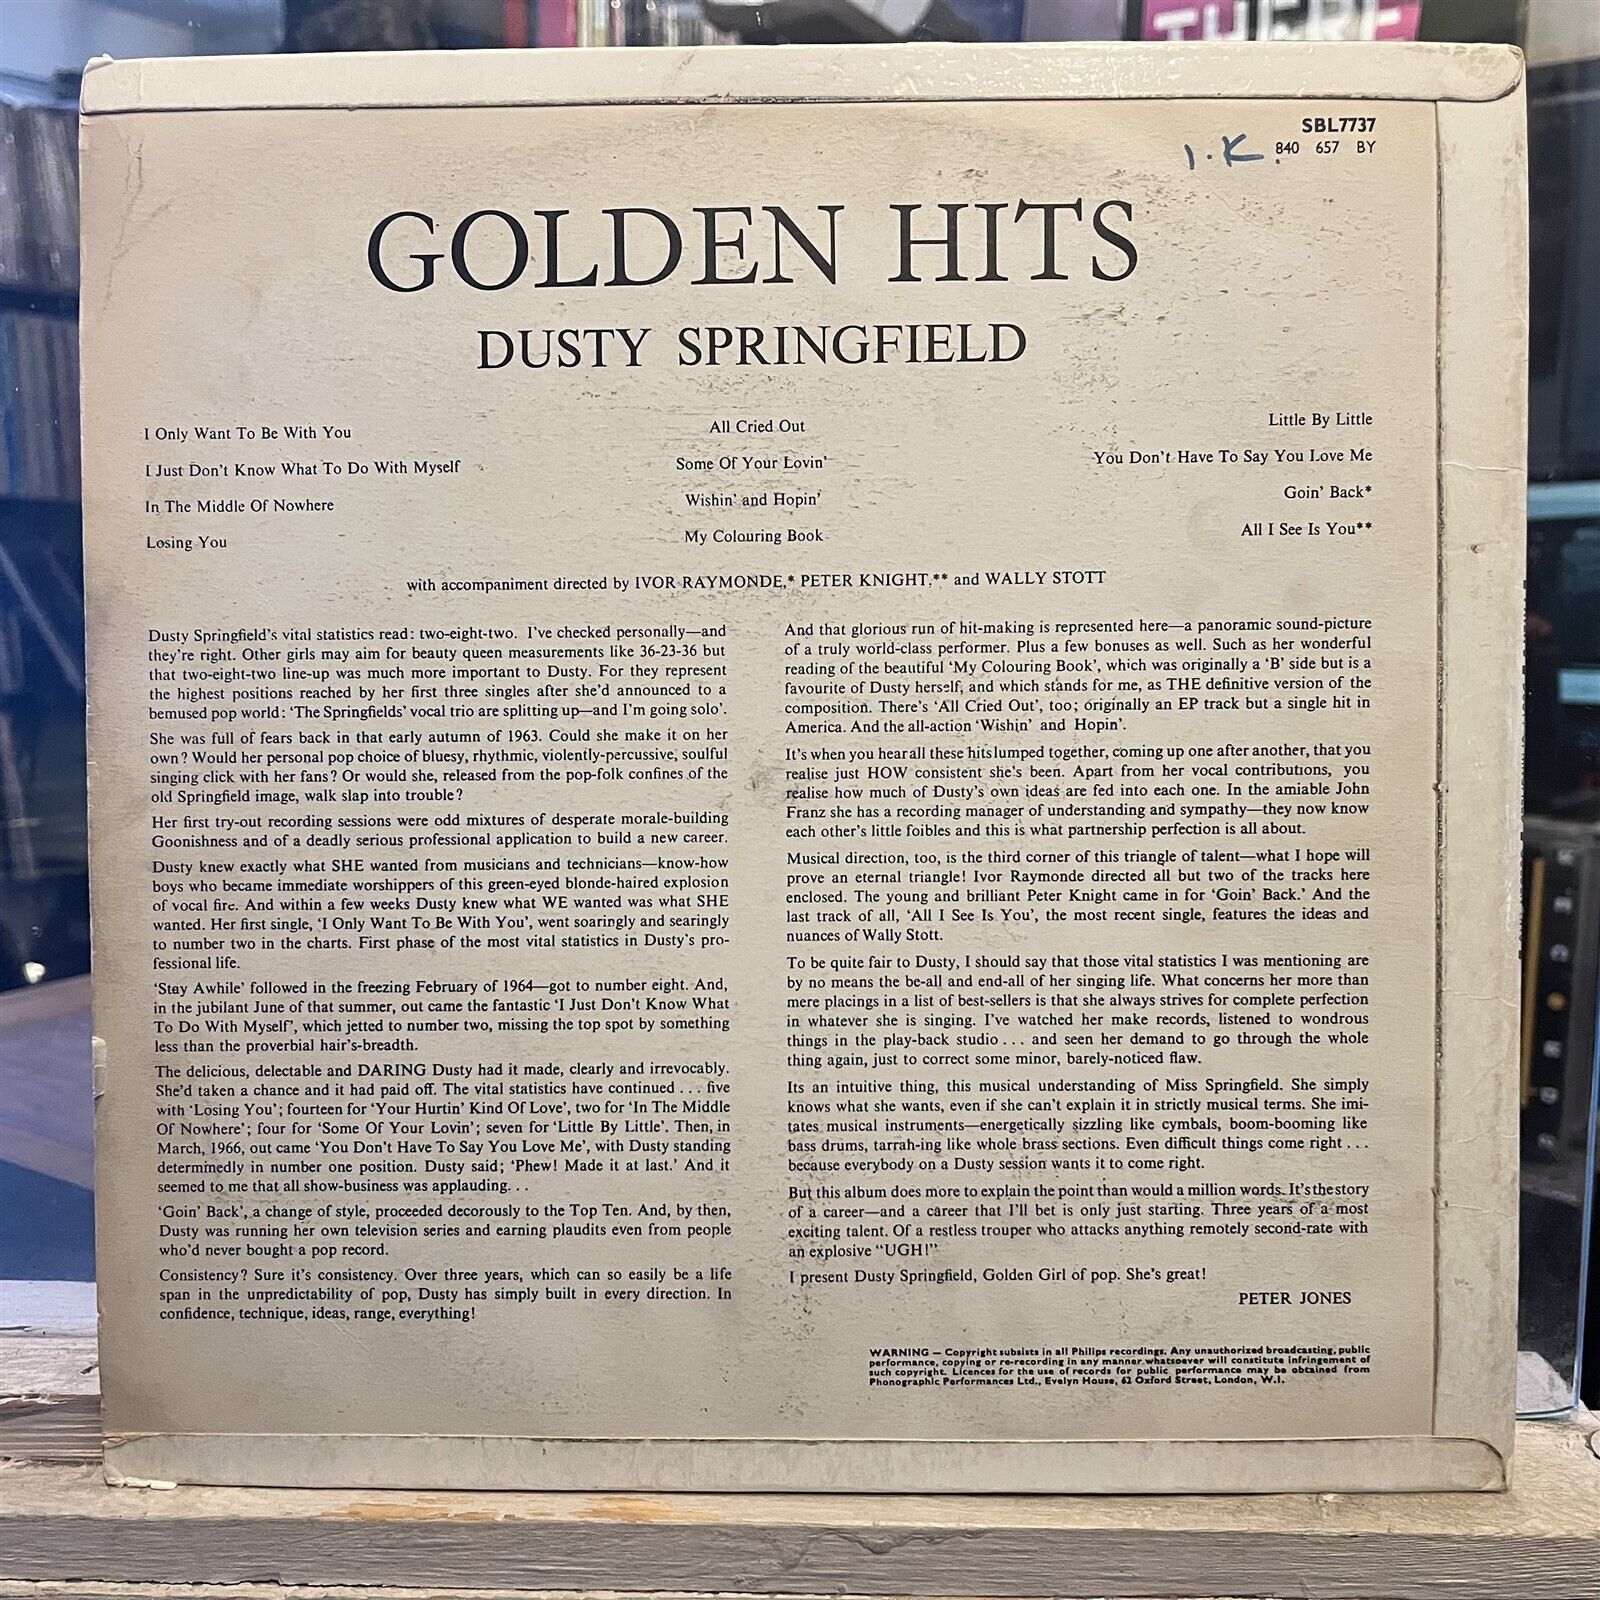 THERE
SBL7737
I.K.
840 657 BY
GOLDEN HITS
DUSTY SPRINGFIELD
I Only Want To Be With You
I Just Don't Know What To Do With Myself
In The Middle Of Nowhere
Losing You
All Cried Out
Some Of Your Lovin'
Wishin' and Hopin'
My Colouring Book
Little By Little
You Don't Have To Say You Love Me
Goin' Back*
All I See Is You**
with accompaniment directed by IVOR RAYMONDE,* PETER KNIGHT,** and WALLY STOTT
Dusty Springfield's vital statistics read: two-eight-two. I've checked personally—and
they're right. Other girls may aim for beauty queen measurements like 36-23-36 but
that two-eight-two line-up was much more important to Dusty. For they represent
the highest positions reached by her first three singles after she'd announced to a
bemused pop world: 'The Springfields' vocal trio are splitting up—and I'm going solo'.
She was full of fears back in that early autumn of 1963. Could she make it on her
own? Would her personal pop choice of bluesy, rhythmic, violently-percussive, soulful
singing click with her fans? Or would she, released from the pop-folk confines of the
old Springfield image, walk slap into trouble?
Her first try-out recording sessions were odd mixtures of desperate morale-building
Goonishness and of a deadly serious professional application to build a new career.
Dusty knew exactly what SHE wanted from musicians and technicians—know-how
boys who became immediate worshippers of this green-eyed blonde-haired explosion
of vocal fire. And within a few weeks Dusty knew what WE wanted was what SHE
wanted. Her first single, 'I Only Want To Be With You', went soaringly and searingly
to number two in the charts. First phase of the most vital statistics in Dusty's pro-
fessional life.
'Stay Awhile' followed in the freezing February of 1964—got to number eight. And,
in the jubilant June of that summer, out came the fantastic 'I Just Don't Know What
To Do With Myself', which jetted to number two, missing the top spot by something
less than the proverbial hair's-breadth.
The delicious, delectable and DARING Dusty had it made, clearly and irrevocably.
She'd taken a chance and it had paid off. The vital statistics have continued . . . five
with 'Losing You'; fourteen for 'Your Hurtin' Kind Of Love', two for 'In The Middle
Of Nowhere'; four for 'Some Of Your Lovin'; seven for 'Little By Little'. Then, in
March, 1966, out came 'You Don't Have To Say You Love Me', with Dusty standing
determinedly in number one position. Dusty said; 'Phew! Made it at last.' And it
seemed to me that all show-business was applauding. . .
'Goin' Back', a change of style, proceeded decorously to the Top Ten. And, by then,
Dusty was running her own television series and earning plaudits even from people
who'd never bought a pop record.
Consistency? Sure it's consistency. Over three years, which can so easily be a life
span in the unpredictability of pop, Dusty has simply built in every direction. In
confidence, technique, ideas, range, everything!
And that glorious run of hit-making is represented here—a panoramic sound-picture
of a truly world-class performer. Plus a few bonuses as well. Such as her wonderful
reading of the beautiful 'My Colouring Book', which was originally a 'B' side but is a
favourite of Dusty herself, and which stands for me, as THE definitive version of the
composition. There's 'All Cried Out', too; originally an EP track but a single hit in
America. And the all-action 'Wishin' and Hopin'.
It's when you hear all these hits lumped together, coming up one after another, that you
realise just HOW consistent she's been. Apart from her vocal contributions, you
realise how much of Dusty's own ideas are fed into each one. In the amiable John
Franz she has a recording manager of understanding and sympathy—they now know
each other's little foibles and this is what partnership perfection is all about.
Musical direction, too, is the third corner of this triangle of talent—what I hope will
prove an eternal triangle! Ivor Raymonde directed all but two of the tracks here
enclosed. The young and brilliant Peter Knight came in for 'Goin' Back.' And the
last track of all, 'All I See Is You', the most recent single, features the ideas and
nuances of Wally Stott.
To be quite fair to Dusty, I should say that those vital statistics I was mentioning are
by no means the be-all and end-all of her singing life. What concerns her more than
mere placings in a list of best-sellers is that she always strives for complete perfection
in whatever she is singing. I've watched her make records, listened to wondrous
things in the play-back studio . . . and seen her demand to go through the whole
thing again, just to correct some minor, barely-noticed flaw.
Its an intuitive thing, this musical understanding of Miss Springfield. She simply
knows what she wants, even if she can't explain it in strictly musical terms. She imi-
tates musical instruments—energetically sizzling like cymbals, boom-booming like
bass drums, tarrah-ing like whole brass sections. Even difficult things come right . . .
because everybody on a Dusty session wants it to come right.
But this album does more to explain the point than would a million words. It's the story
of a career—and a career that I'll bet is only just starting. Three years of a most
exciting talent. Of a restless trouper who attacks anything remotely second-rate with
an explosive "UGH!"
I present Dusty Springfield, Golden Girl of pop. She's great!
PETER JONES
WARNING — Copyright subsists in all Philips recordings. Any unauthorized broadcasting, public
performance, copying or re-recording in any manner whatsoever will constitute infringement of
such copyright. Licences for the use of records for public performance may be obtained from
Phonographic Performances Ltd., Evelyn House, 62 Oxford Street, London, W.I.